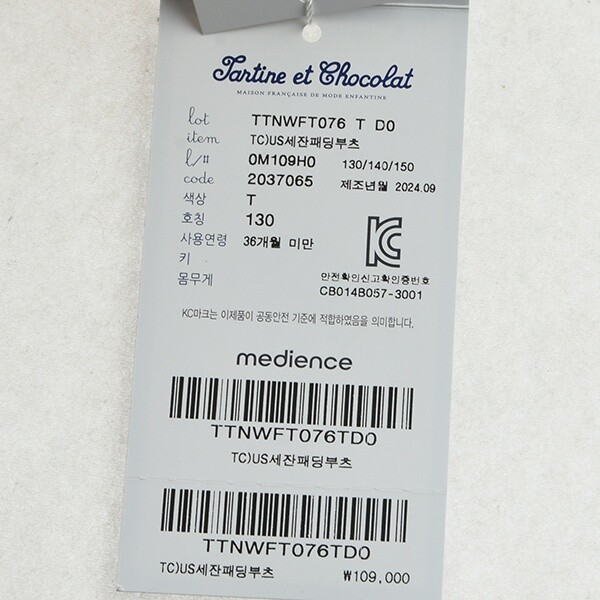 Tartine et Chocolat
MAISON FRANÇAISE DE MODE ENFANTINE
lot TTNWFT076 T D0
item TC)US세잔패딩부츠
l/# 0M109H0 130/140/150
code 2037065 제조년월 2024.09
색상 T
호칭 130
사용연령 36개월 미만
키
몸무게
KC
안전확인신고확인증번호
CB014B057-3001
KC마크는 이제품이 공동안전 기준에 적합하였음을 의미합니다.
medience
TTNWFT076TD0
TC)US세잔패딩부츠
TTNWFT076TD0
TC)US세잔패딩부츠 ₩109,000